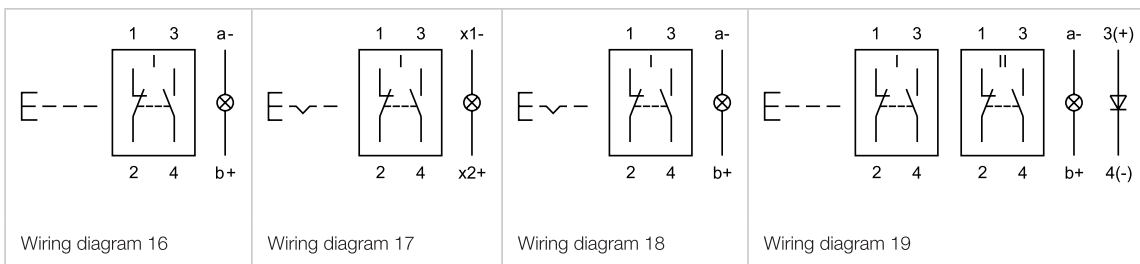 1 3 a-
I
2 4 b+
Wiring diagram 16
1 3 x1-
I
2 4 x2+
Wiring diagram 17
1 3 a-
I
2 4 b+
Wiring diagram 18
1 3 1 3 a- 3(+)
I II
2 4 2 4 b+ 4(-)
Wiring diagram 19